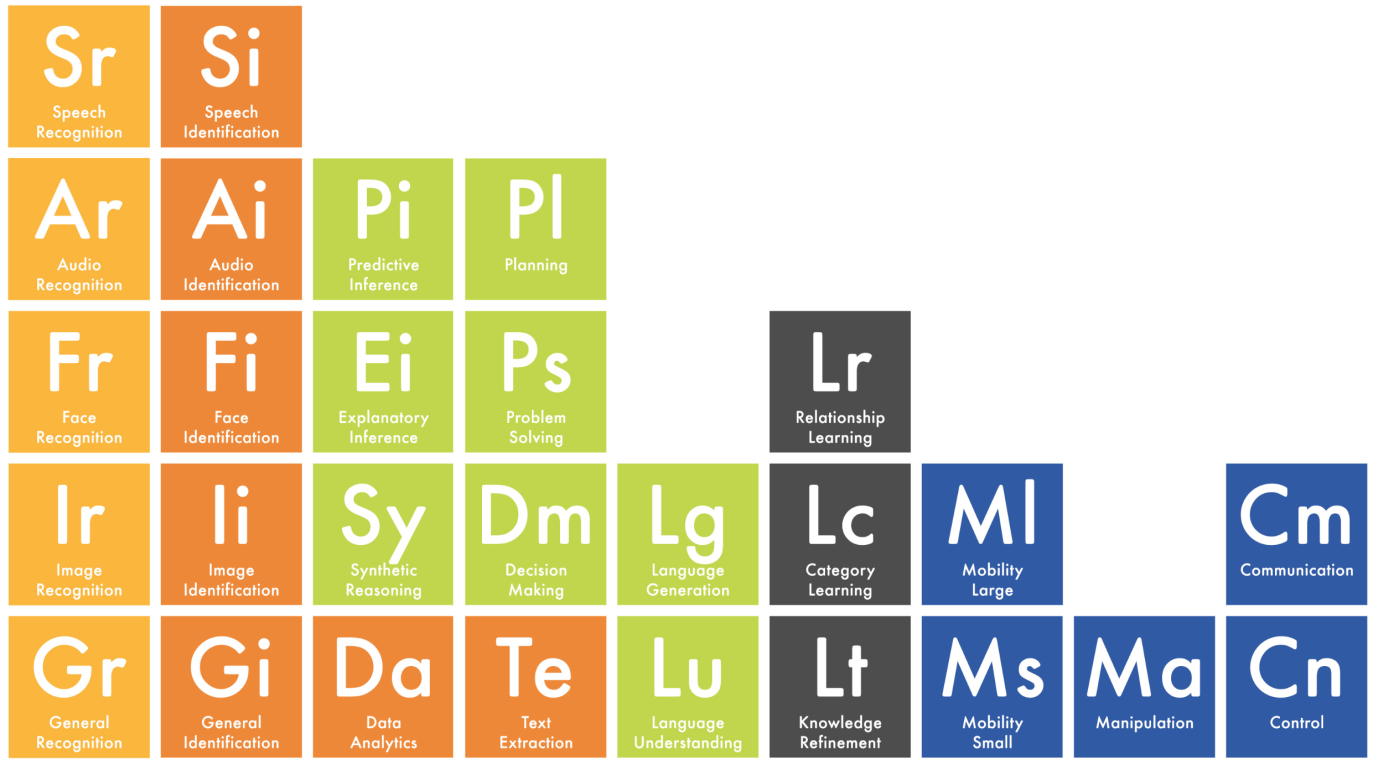 Sr
Speech
Recognition
Si
Speech
Identification
Ar
Audio
Recognition
Ai
Audio
Identification
Pi
Predictive
Inference
Pl
Planning
Fr
Face
Recognition
Fi
Face
Identification
Ei
Explanatory
Inference
Ps
Problem
Solving
Lr
Relationship
Learning
Ir
Image
Recognition
Ii
Image
Identification
Sy
Synthetic
Reasoning
Dm
Decision
Making
Lg
Language
Generation
Lc
Category
Learning
Ml
Mobility
Large
Cm
Communication
Gr
General
Recognition
Gi
General
Identification
Da
Data
Analytics
Te
Text
Extraction
Lu
Language
Understanding
Lt
Knowledge
Refinement
Ms
Mobility
Small
Ma
Manipulation
Cn
Control